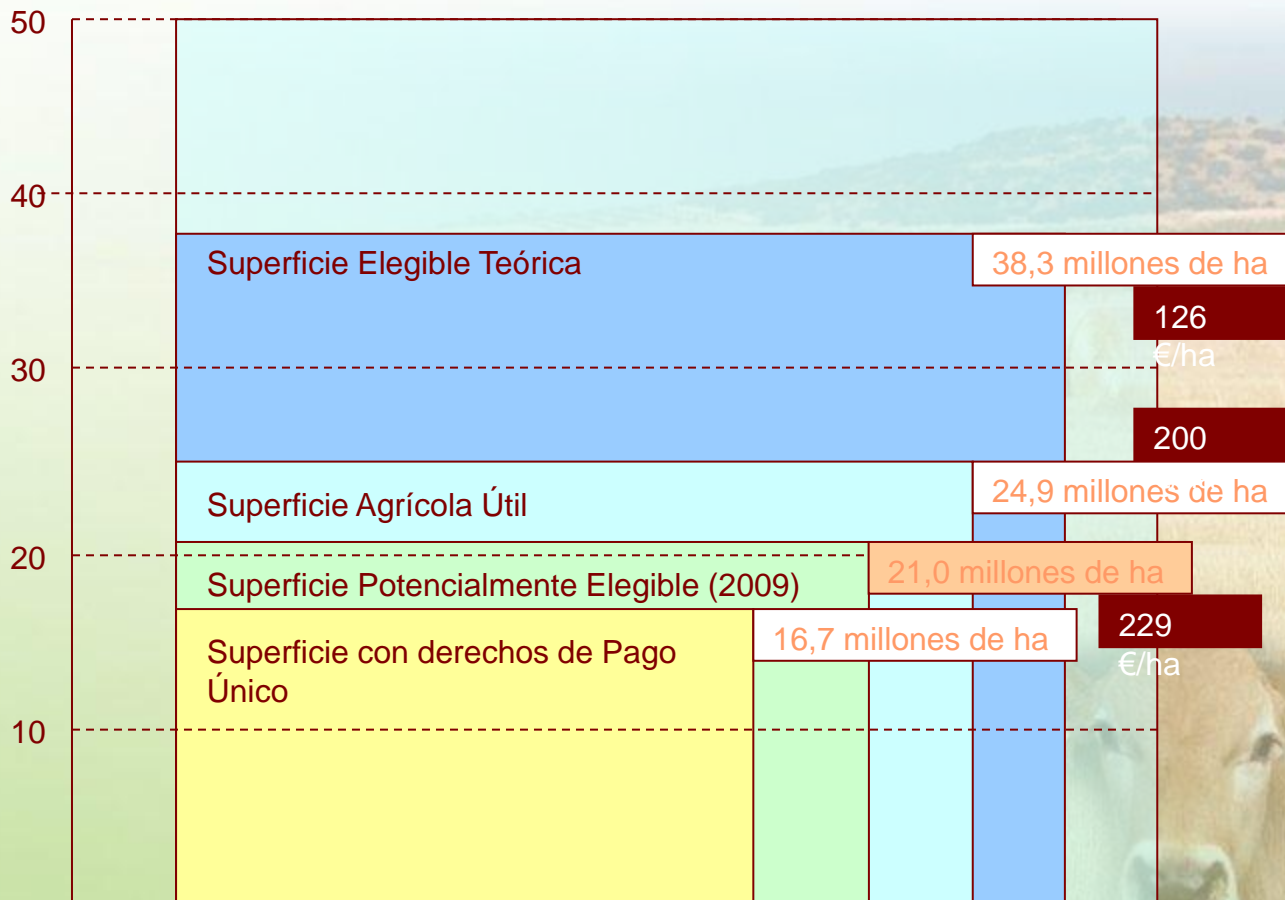 50
40
Superficie Elegible Teórica
38,3 millones de ha
126
€/ha
30
200
24,9 millones de ha
Superficie Agrícola Útil
20
21,0 millones de ha
Superficie Potencialmente Elegible (2009)
229
€/ha
16,7 millones de ha
Superficie con derechos de Pago
Único
10